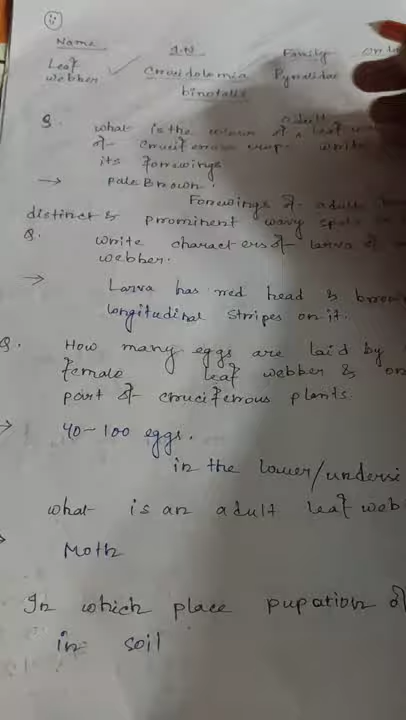 Name S.N Family
Leaf Crocidolomia Pyralidae
webber binotalis
Q. what is the colour of a leaf
adult
of cruciferous crop. write
its forewings
→ Pale Brown.
Forewings of adult
distinct & prominent wavy spots
Q. write characters of larva of
webber.
→ Larva has red head & brown
longitudinal stripes on it.
Q. How many eggs are laid by
female leaf webber & on
part of cruciferous plants.
→ 40-100 eggs.
in the lower/undersi
what is an adult leaf web
Moth
In which place pupation of
in soil